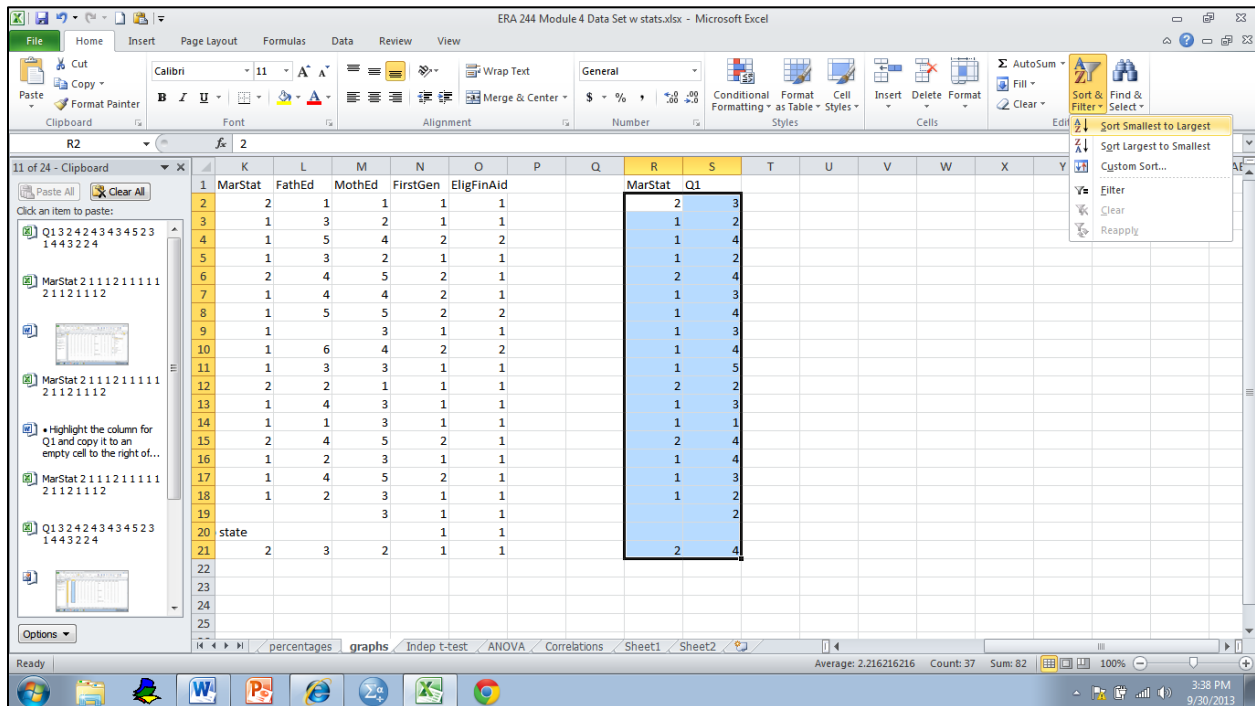 ERA 244 Module 4 Data Set w stats.xlsx - Microsoft Excel
File Home Insert Page Layout Formulas Data Review View
Paste
Cut
Copy
Format Painter
Clipboard
Calibri 11 A A
B I U A
Font
Wrap Text
Merge & Center
Alignment
General
$ % , .0 .00 .00 .0
Number
Conditional Formatting
Format as Table
Cell Styles
Styles
Insert Delete Format
Cells
Σ AutoSum
Fill
Clear
Sort & Filter
Find & Select
Edit
Sort Smallest to Largest
Sort Largest to Smallest
Custom Sort...
Filter
Clear
Reapply
R2 fx 2
11 of 24 - Clipboard
Paste All Clear All
Click an item to paste:
Q1 3 2 4 2 4 3 4 3 4 5 2 3
1 4 4 3 2 2 4
MarStat 2 1 1 1 2 1 1 1 1 1
2 1 1 2 1 1 1 2
MarStat 2 1 1 1 2 1 1 1 1 1
2 1 1 2 1 1 1 2
• Highlight the column for
Q1 and copy it to an
empty cell to the right of...
MarStat 2 1 1 1 2 1 1 1 1 1
2 1 1 2 1 1 1 2
Q1 3 2 4 2 4 3 4 3 4 5 2 3
1 4 4 3 2 2 4
Options
K L M N O P Q R S T U V W X Y AE
1 MarStat FathEd MothEd FirstGen EligFinAid MarStat Q1
2 2 1 1 1 1 2 3
3 1 3 2 1 1 1 2
4 1 5 4 2 2 1 4
5 1 3 2 1 1 1 2
6 2 4 5 2 1 2 4
7 1 4 4 2 1 1 3
8 1 5 5 2 2 1 4
9 1 3 1 1 1 3
10 1 6 4 2 2 1 4
11 1 3 3 1 1 1 5
12 2 2 1 1 1 2 2
13 1 4 3 1 1 1 3
14 1 1 3 1 1 1 1
15 2 4 5 2 1 2 4
16 1 2 3 1 1 1 4
17 1 4 5 2 1 1 3
18 1 2 3 1 1 1 2
19 3 1 1 2
20 state 1 1
21 2 3 2 1 1 2 4
22
23
24
25
percentages graphs Indep t-test ANOVA Correlations Sheet1 Sheet2
Ready Average: 2.216216216 Count: 37 Sum: 82 100%
3:38 PM
9/30/2013